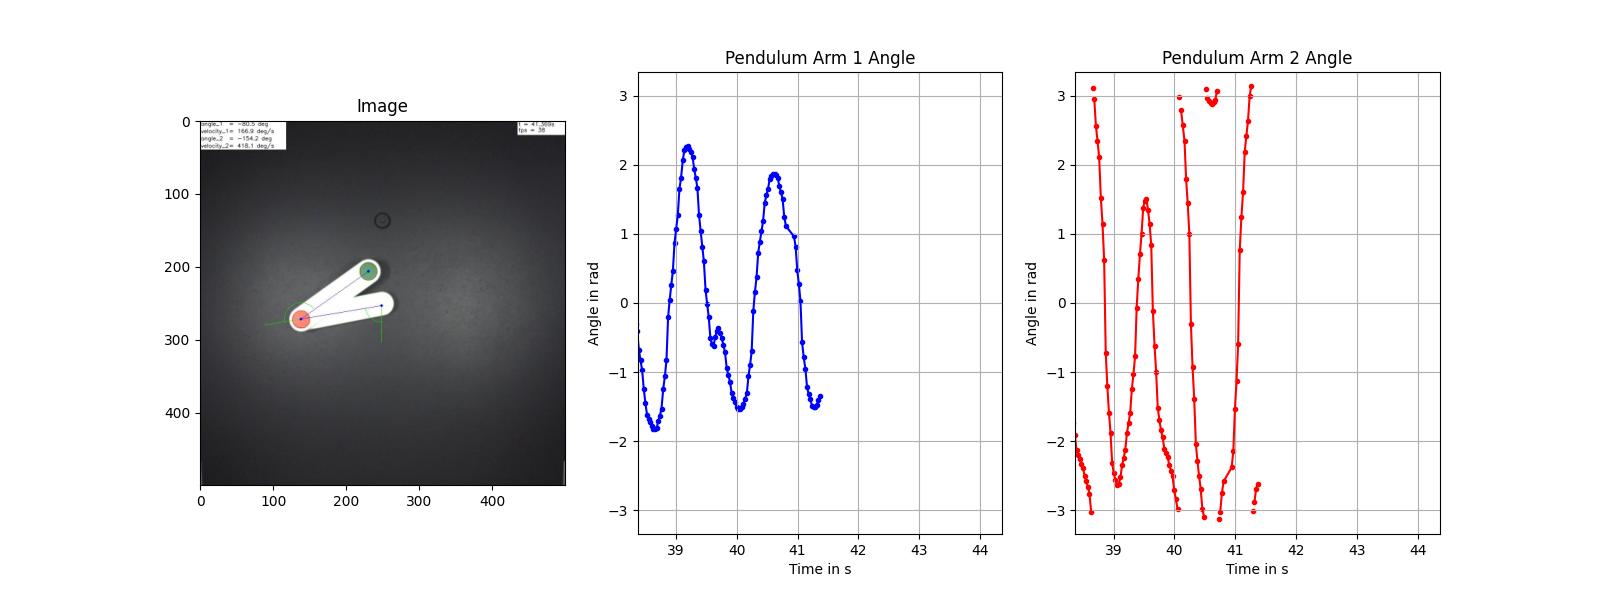 Image
angle_1 = -80.5 deg
velocity_1= 166.9 deg/s
angle_2 = -154.2 deg
velocity_2= 418.1 deg/s
t = 41.369s
fps = 38
0
100
200
300
400
0
100
200
300
400
Pendulum Arm 1 Angle
Angle in rad
3
2
1
0
−1
−2
−3
39
40
41
42
43
44
Time in s
Pendulum Arm 2 Angle
Angle in rad
3
2
1
0
−1
−2
−3
39
40
41
42
43
44
Time in s